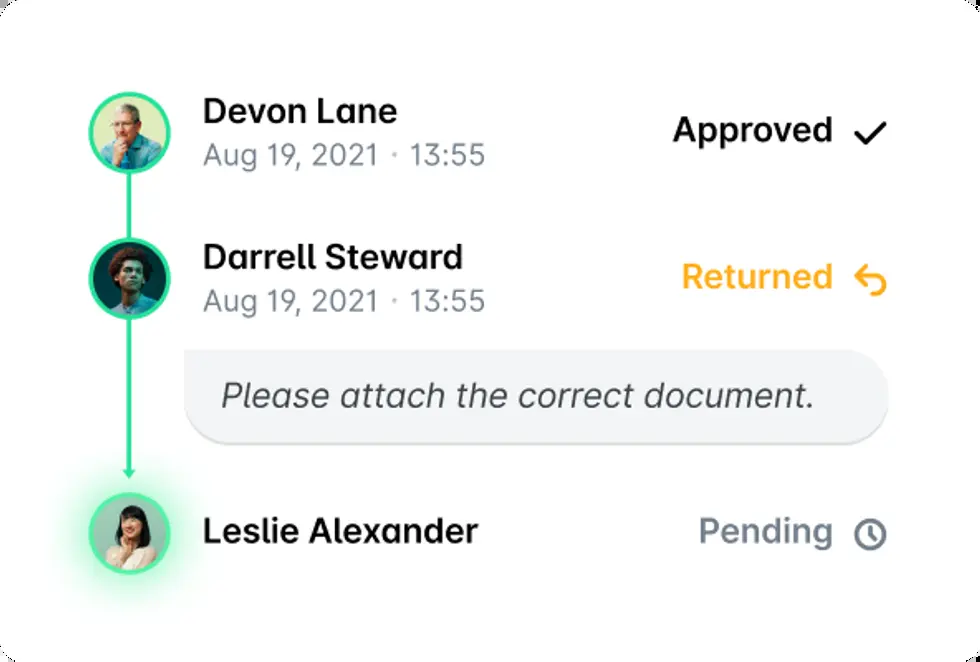 Devon Lane
Aug 19, 2021 · 13:55
Approved
Darrell Steward
Aug 19, 2021 · 13:55
Returned
Please attach the correct document.
Leslie Alexander
Pending